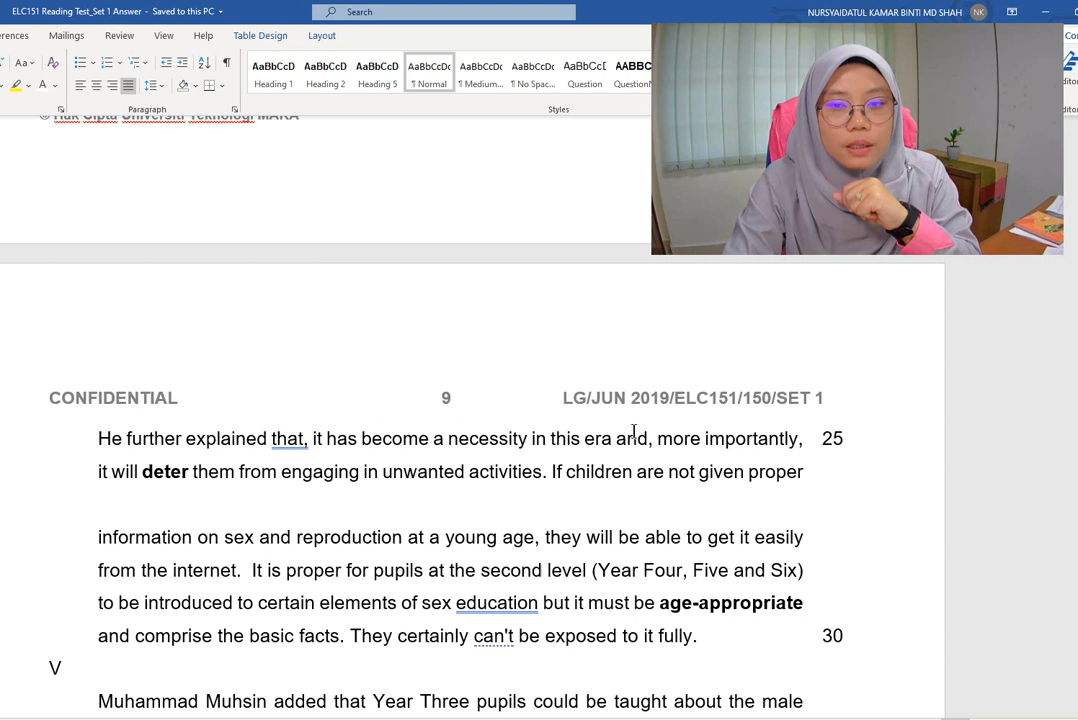 ELC151 Reading Test_Set 1 Answer - Saved to this PC
Search
NURSYAIDATUL KAMAR BINTI MD SHAH NK
erences Mailings Review View Help Table Design Layout
Aa
AaBbCcD AaBbCcD AaBbCcD AaBbCcDc AaBbCcDc AaBbCcDc AaBbCcI AABBC
Heading 1 Heading 2 Heading 5 ¶ Normal ¶ Medium... ¶ No Spac... Question Question
Paragraph Styles
© Hak Cipta Universiti Teknologi MARA
CONFIDENTIAL 9 LG/JUN 2019/ELC151/150/SET 1
He further explained that, it has become a necessity in this era and, more importantly, 25
it will deter them from engaging in unwanted activities. If children are not given proper
information on sex and reproduction at a young age, they will be able to get it easily
from the internet. It is proper for pupils at the second level (Year Four, Five and Six)
to be introduced to certain elements of sex education but it must be age-appropriate
and comprise the basic facts. They certainly can't be exposed to it fully. 30
V
Muhammad Muhsin added that Year Three pupils could be taught about the male